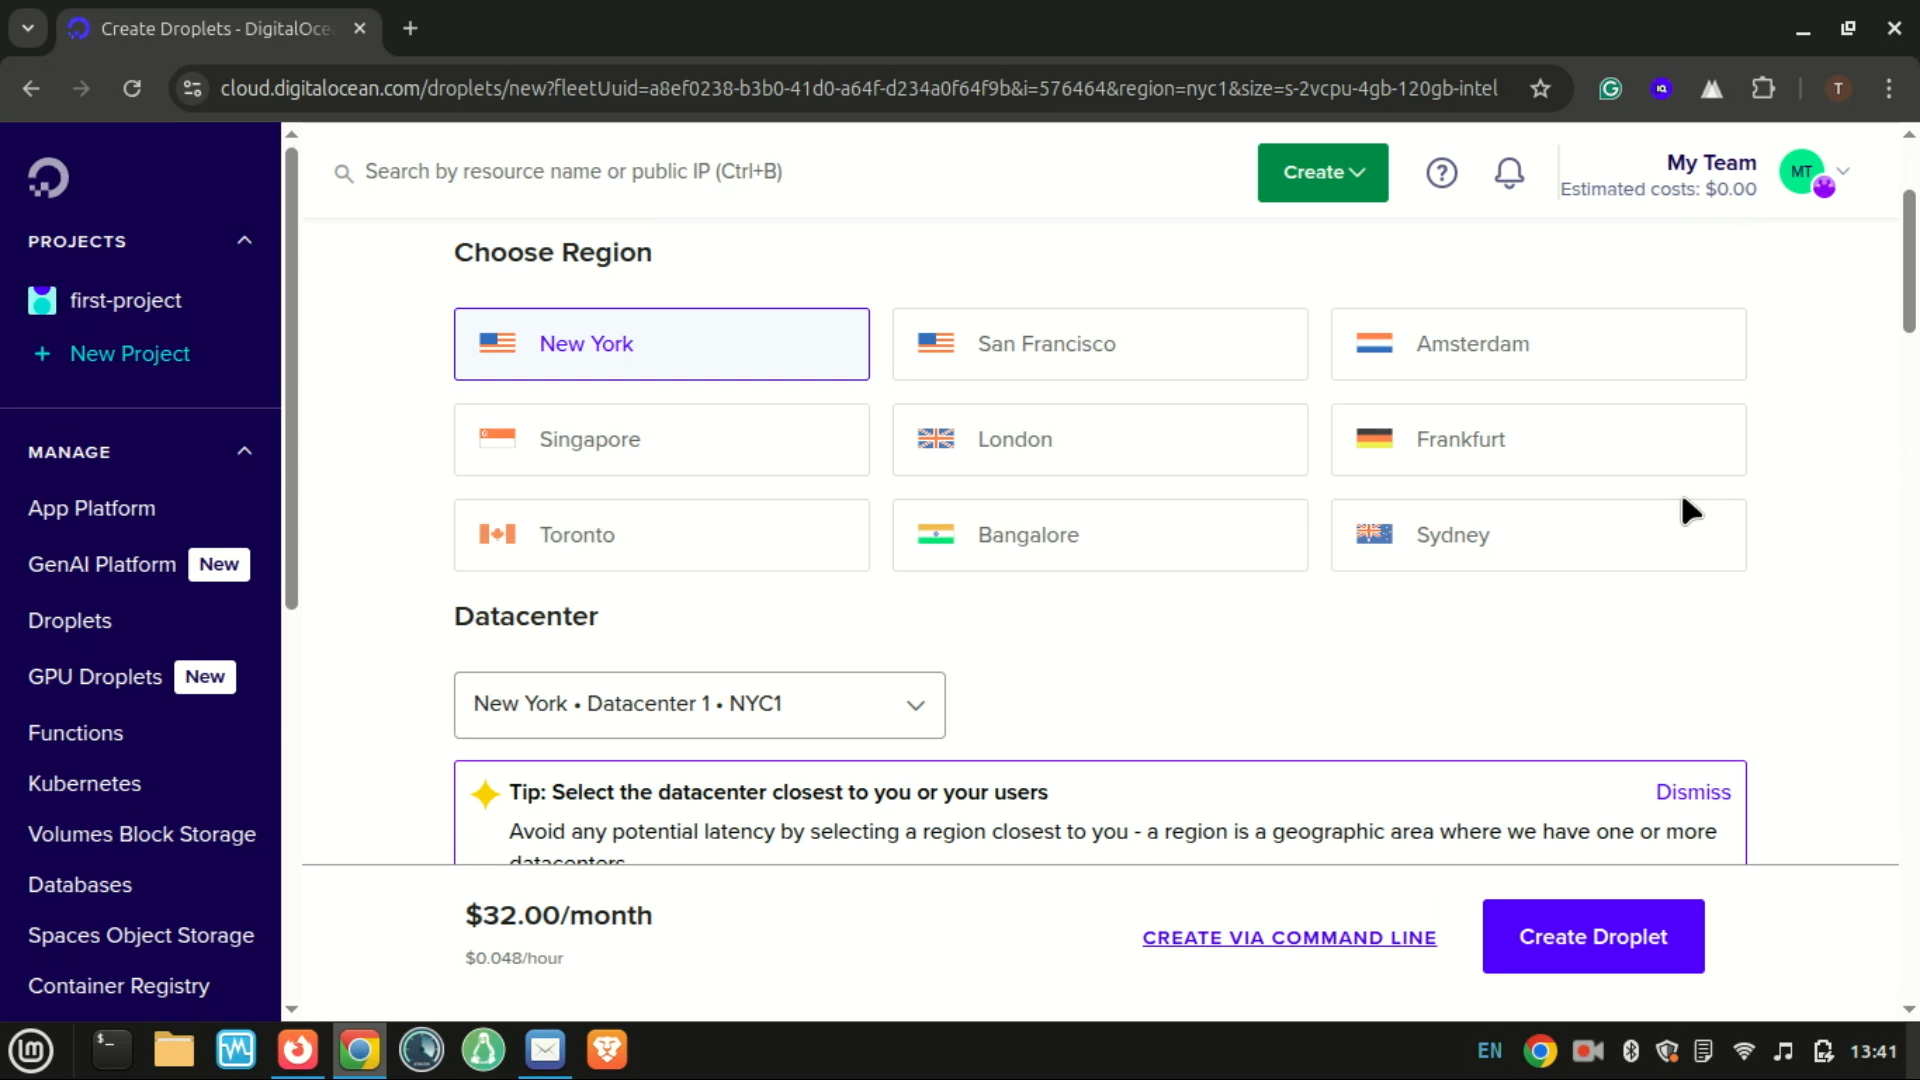 Create Droplets - DigitalOce
cloud.digitalocean.com/droplets/new?fleetUuid=a8ef0238-b3b0-41d0-a64f-d234a0f64f9b&i=576464&region=nyc1&size=s-2vcpu-4gb-120gb-intel
T
Search by resource name or public IP (Ctrl+B)
Create
My Team
Estimated costs: $0.00
MT
PROJECTS
first-project
+ New Project
MANAGE
App Platform
GenAI Platform New
Droplets
GPU Droplets New
Functions
Kubernetes
Volumes Block Storage
Databases
Spaces Object Storage
Container Registry
Choose Region
New York
San Francisco
Amsterdam
Singapore
London
Frankfurt
Toronto
Bangalore
Sydney
Datacenter
New York • Datacenter 1 • NYC1
Tip: Select the datacenter closest to you or your users
Dismiss
Avoid any potential latency by selecting a region closest to you - a region is a geographic area where we have one or more
datacenters
$32.00/month
$0.048/hour
CREATE VIA COMMAND LINE
Create Droplet
EN
13:41